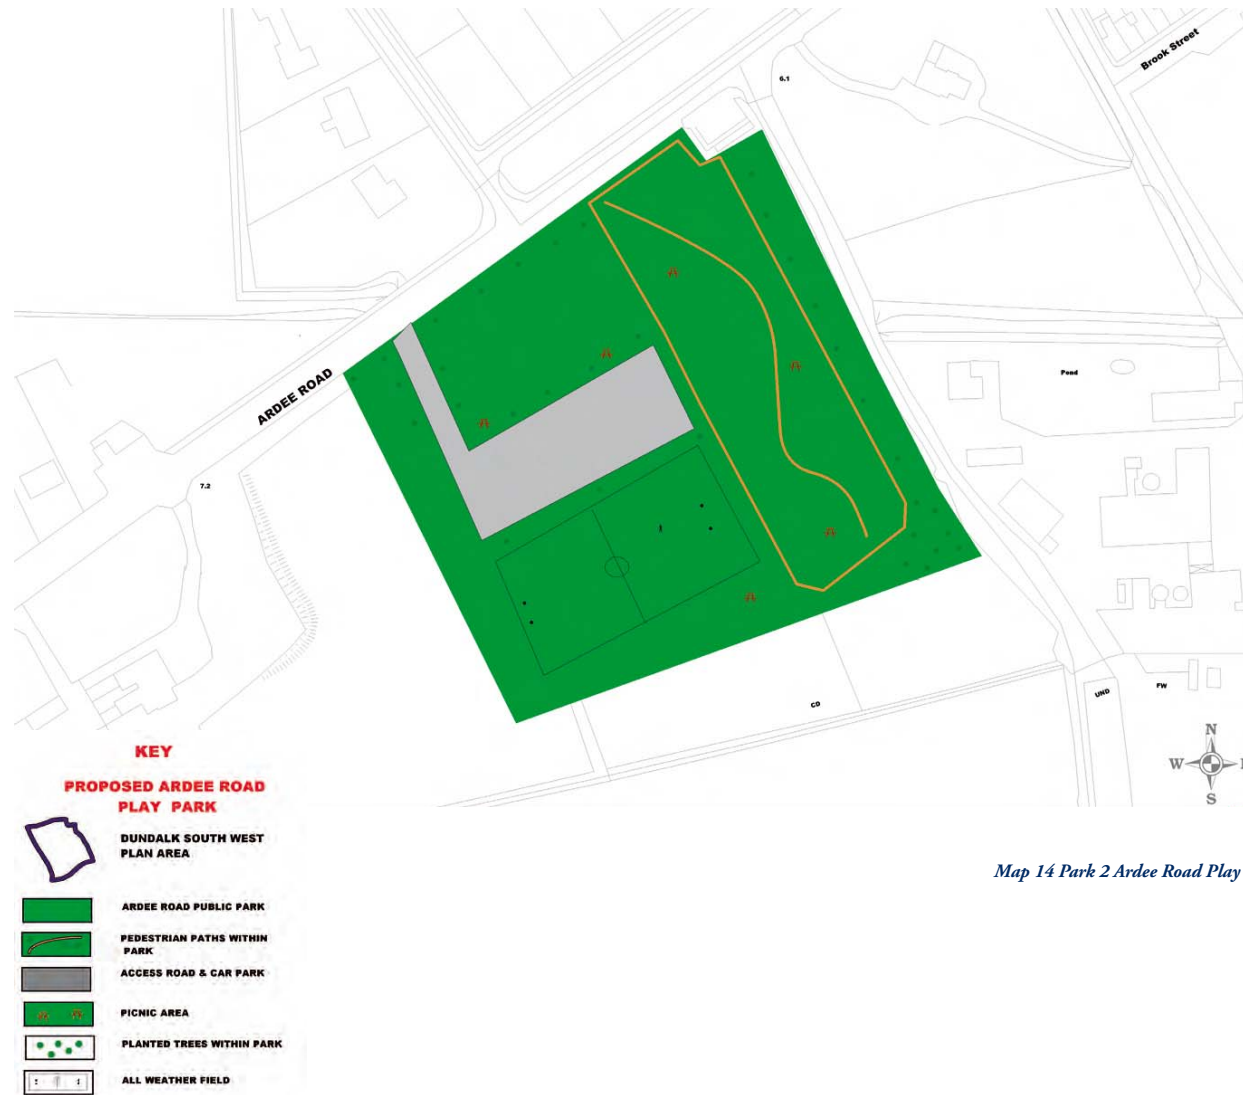 Brook Street
6.1
ARDEE ROAD
Pond
7.2
CD
UND
FW
N
W
S
KEY
PROPOSED ARDEE ROAD
PLAY PARK
DUNDALK SOUTH WEST
PLAN AREA
ARDEE ROAD PUBLIC PARK
PEDESTRIAN PATHS WITHIN
PARK
ACCESS ROAD & CAR PARK
PICNIC AREA
PLANTED TREES WITHIN PARK
ALL WEATHER FIELD
Map 14 Park 2 Ardee Road Play